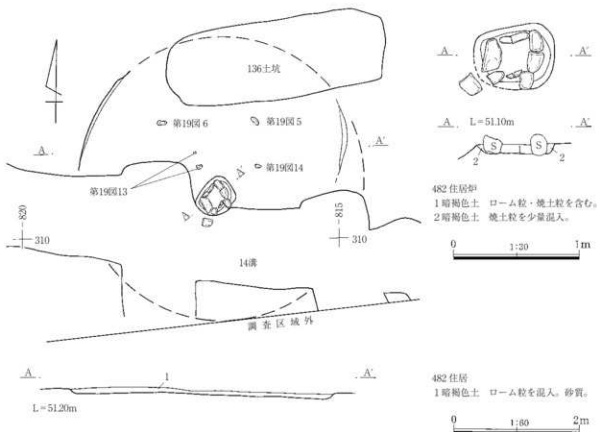 136土坑
第19図6
第19図5
A
A′
第19図13
第19図14
A
A′
-820
310
-815
310
14溝
調査区域外
A
1
A′
L=51.20m
A
A′
A
L=51.10m
A′
S
S
2
1
2
482住居炉
1暗褐色土 ローム粒・焼土粒を含む。
2暗褐色土 焼土粒を少量混入。
0
1:30
1m
482住居
1暗褐色土 ローム粒を混入。砂質。
0
1:60
2m